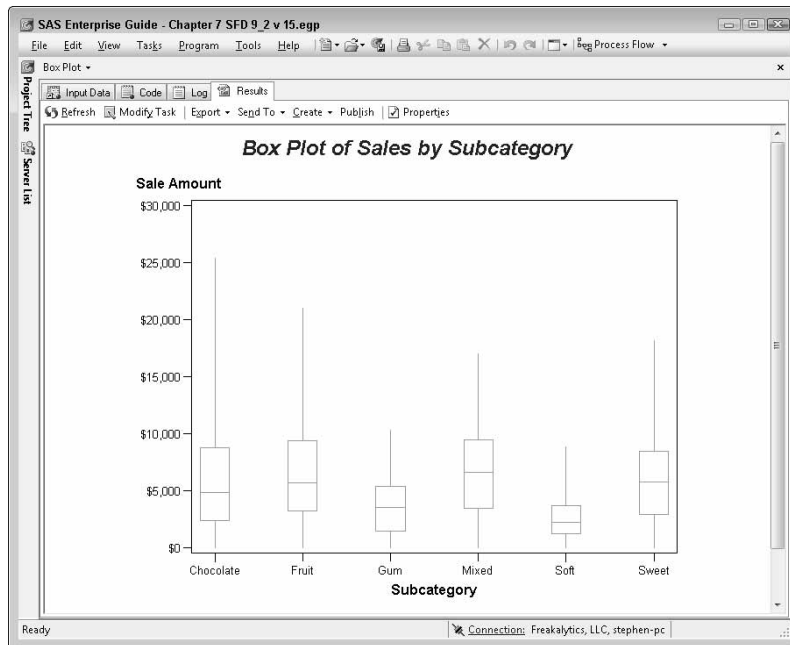 SAS Enterprise Guide - Chapter 7 SFD 9_2 v 15.egp
File Edit View Tasks Program Tools Help Process Flow
Box Plot
Project Tree
Server List
Input Data Code Log Results
Refresh Modify Task Export Send To Create Publish Properties
Box Plot of Sales by Subcategory
Sale Amount
$30,000
$25,000
$20,000
$15,000
$10,000
$5,000
$0
Chocolate Fruit Gum Mixed Soft Sweet
Subcategory
Ready Connection: Freakalytics, LLC, stephen-pc